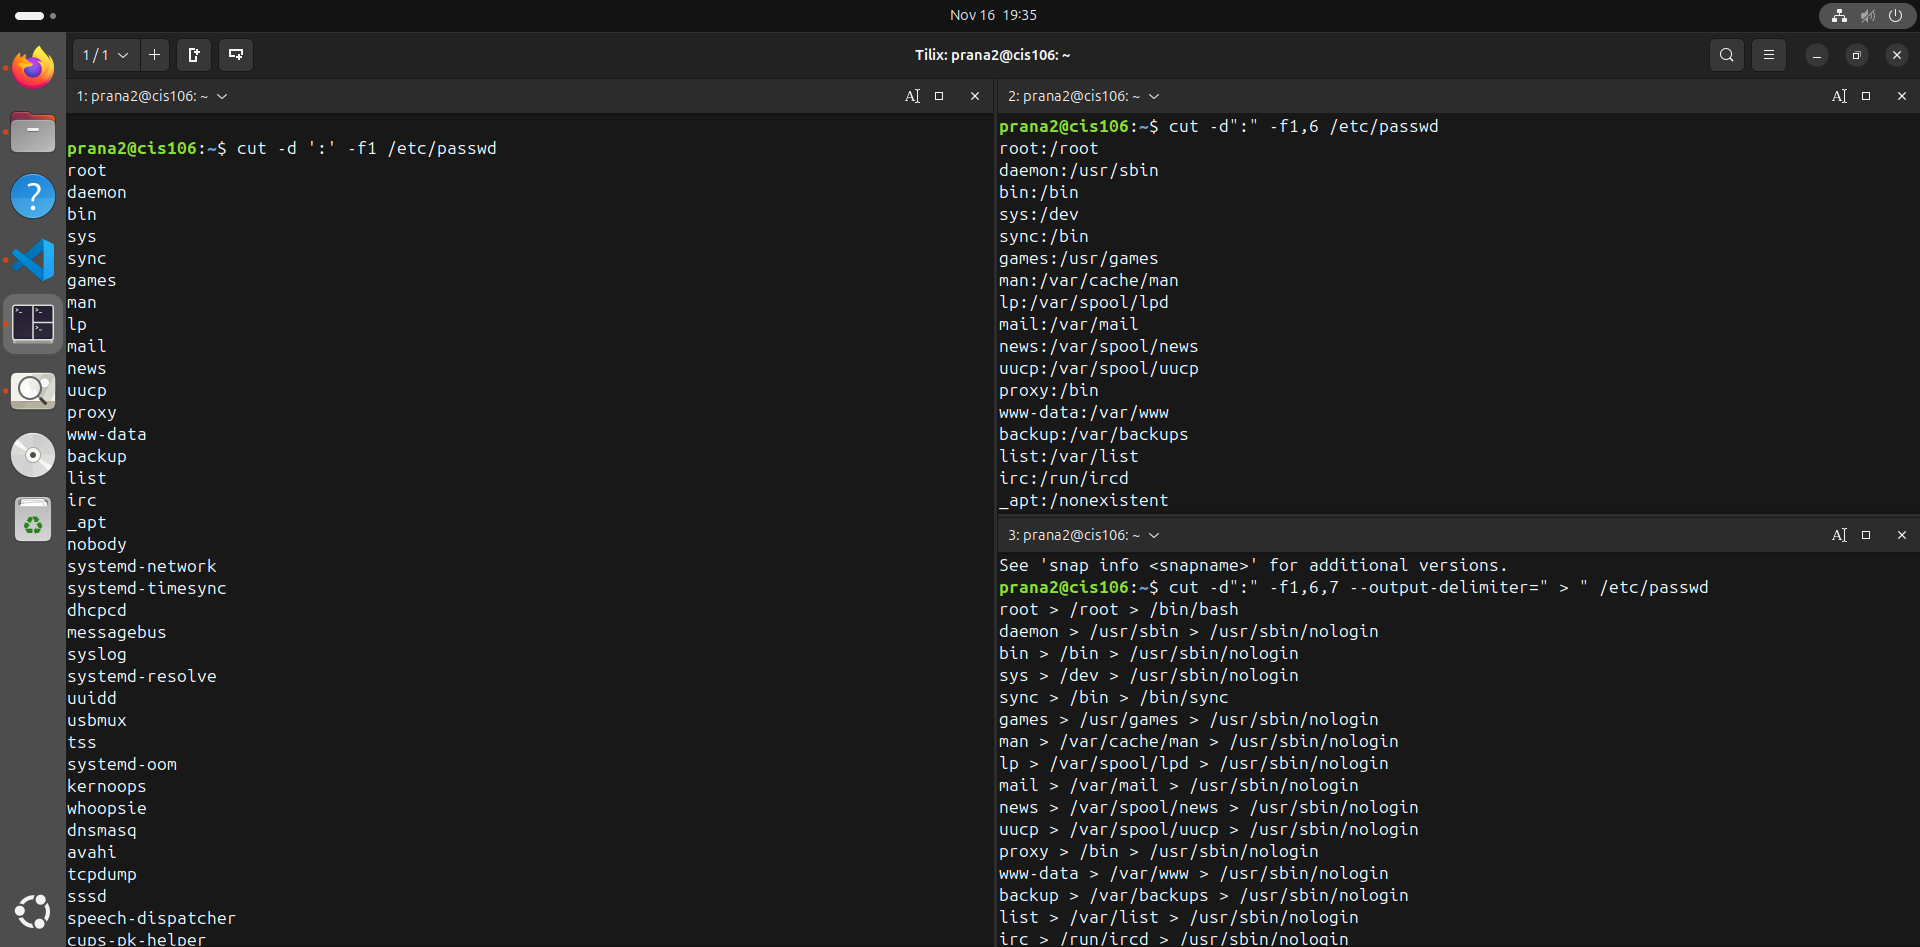 Nov 16 19:35
1 / 1
Tilix: prana2@cis106: ~
1: prana2@cis106: ~
prana2@cis106:~$ cut -d ':' -f1 /etc/passwd
root
daemon
bin
sys
sync
games
man
lp
mail
news
uucp
proxy
www-data
backup
list
irc
_apt
nobody
systemd-network
systemd-timesync
dhcpcd
messagebus
syslog
systemd-resolve
uuidd
usbmux
tss
systemd-oom
kernoops
whoopsie
dnsmasq
avahi
tcpdump
sssd
speech-dispatcher
cups-pk-helper
2: prana2@cis106: ~
prana2@cis106:~$ cut -d":" -f1,6 /etc/passwd
root:/root
daemon:/usr/sbin
bin:/bin
sys:/dev
sync:/bin
games:/usr/games
man:/var/cache/man
lp:/var/spool/lpd
mail:/var/mail
news:/var/spool/news
uucp:/var/spool/uucp
proxy:/bin
www-data:/var/www
backup:/var/backups
list:/var/list
irc:/run/ircd
_apt:/nonexistent
3: prana2@cis106: ~
See 'snap info <snapname>' for additional versions.
prana2@cis106:~$ cut -d":" -f1,6,7 --output-delimiter=" > " /etc/passwd
root > /root > /bin/bash
daemon > /usr/sbin > /usr/sbin/nologin
bin > /bin > /usr/sbin/nologin
sys > /dev > /usr/sbin/nologin
sync > /bin > /bin/sync
games > /usr/games > /usr/sbin/nologin
man > /var/cache/man > /usr/sbin/nologin
lp > /var/spool/lpd > /usr/sbin/nologin
mail > /var/mail > /usr/sbin/nologin
news > /var/spool/news > /usr/sbin/nologin
uucp > /var/spool/uucp > /usr/sbin/nologin
proxy > /bin > /usr/sbin/nologin
www-data > /var/www > /usr/sbin/nologin
backup > /var/backups > /usr/sbin/nologin
list > /var/list > /usr/sbin/nologin
irc > /run/ircd > /usr/sbin/nologin